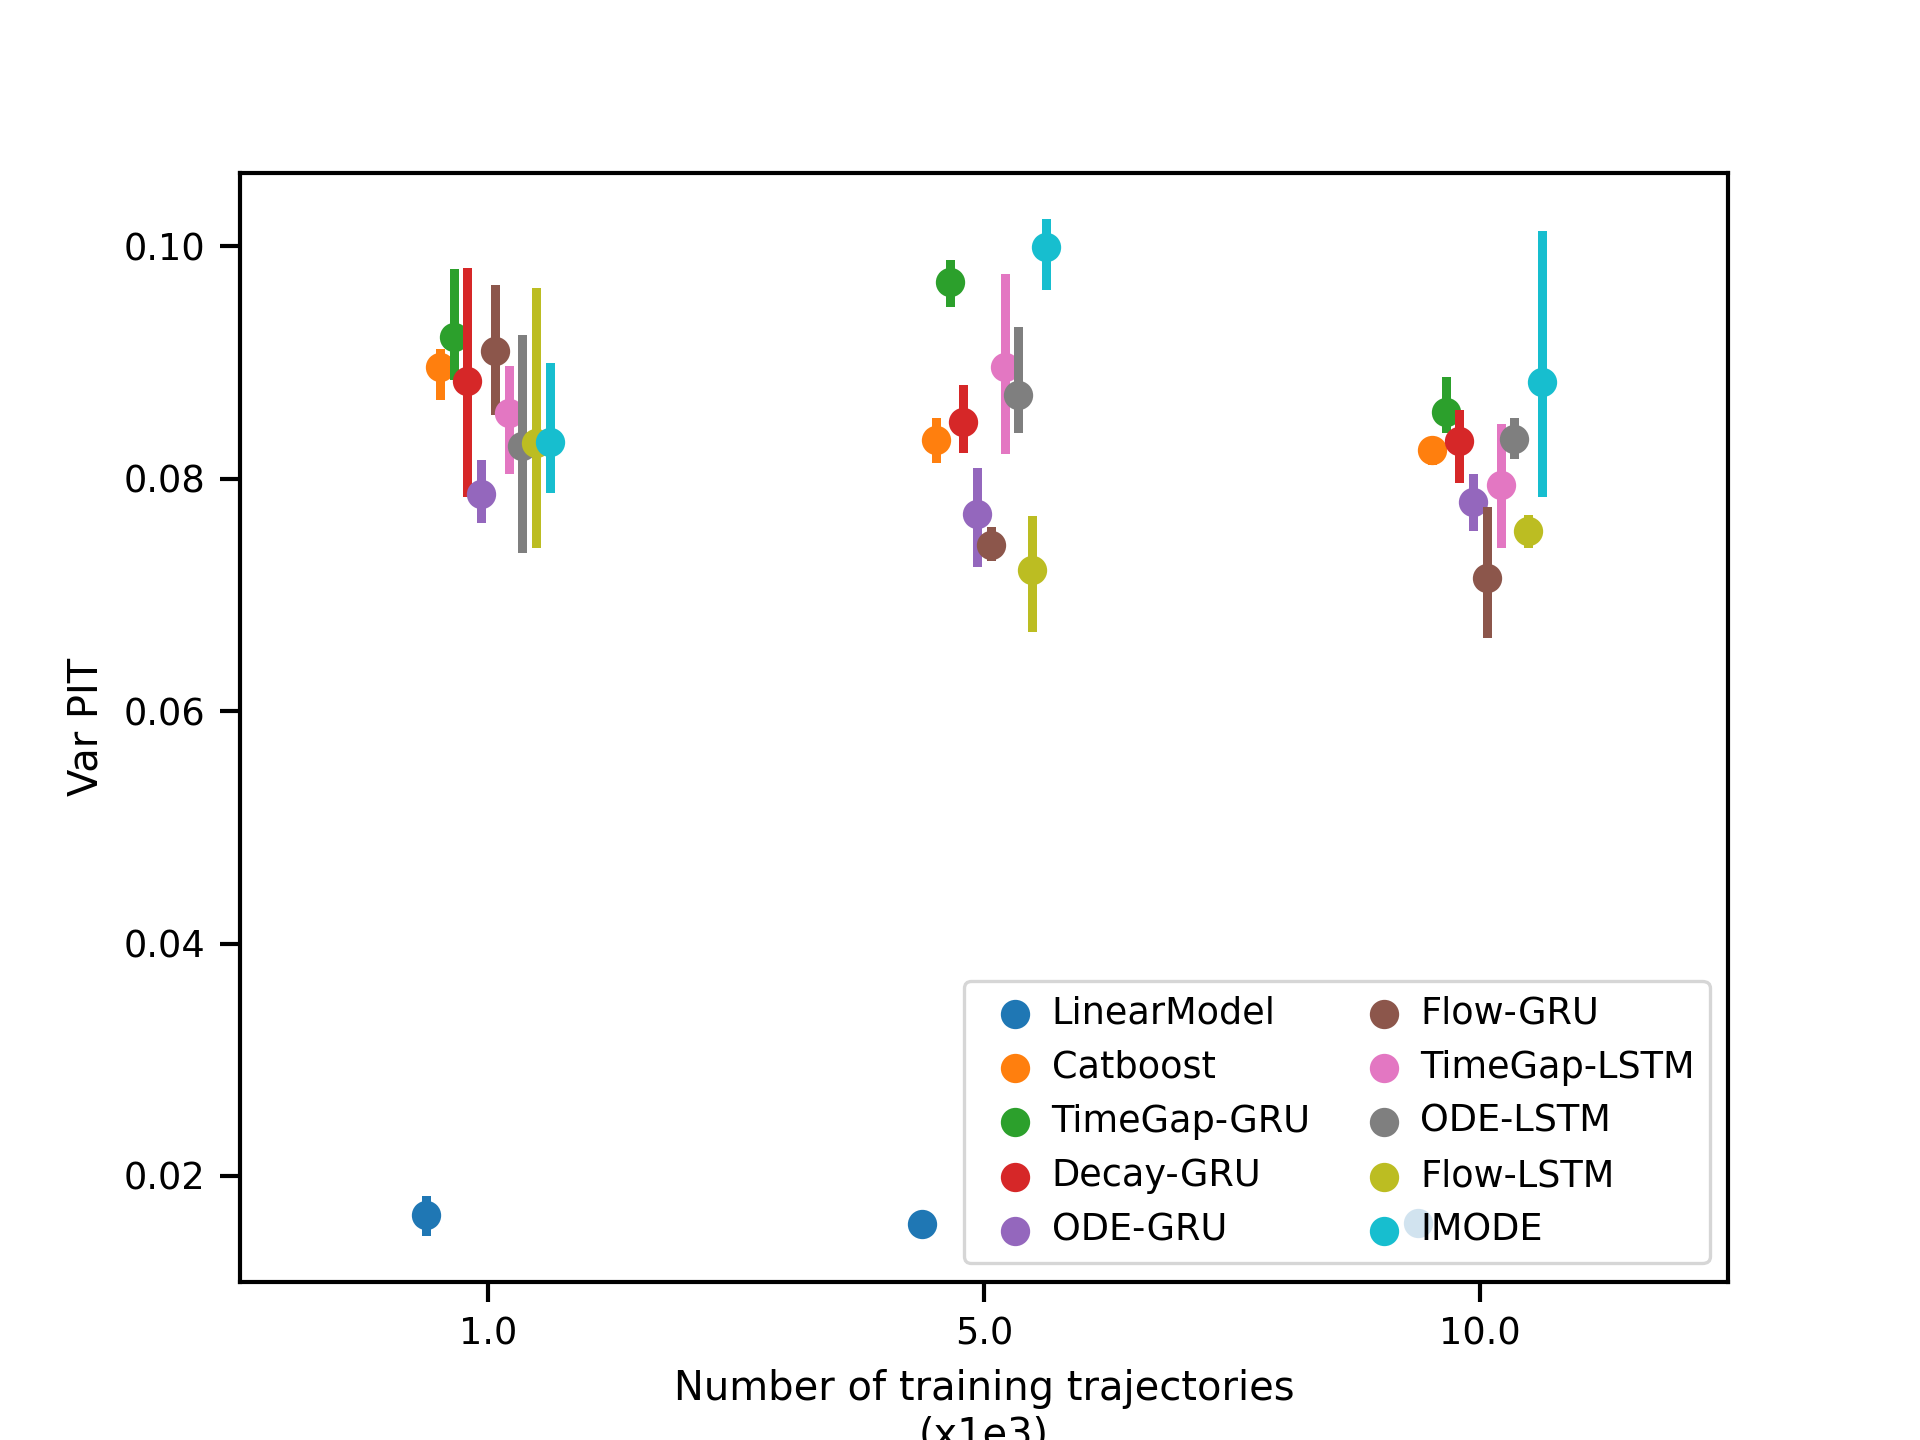 0.10
0.08
0.06
0.04
0.02
Var PIT
LinearModel
Catboost
TimeGap-GRU
Decay-GRU
ODE-GRU
Flow-GRU
TimeGap-LSTM
ODE-LSTM
Flow-LSTM
IMODE
1.0 5.0 10.0
Number of training trajectories
(x1e3)